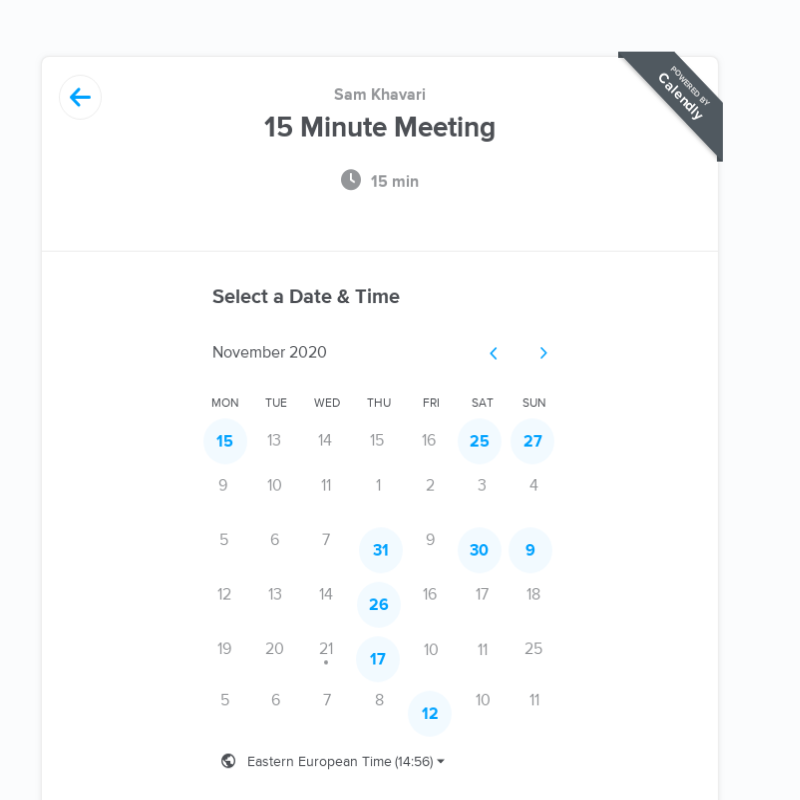 POWERED BY
Calendly
Sam Khavari
15 Minute Meeting
15 min
Select a Date & Time
November 2020
MON TUE WED THU FRI SAT SUN
15 13 14 15 16 25 27
9 10 11 1 2 3 4
5 6 7 31 9 30 9
12 13 14 26 16 17 18
19 20 21 17 10 11 25
5 6 7 8 12 10 11
Eastern European Time (14:56)